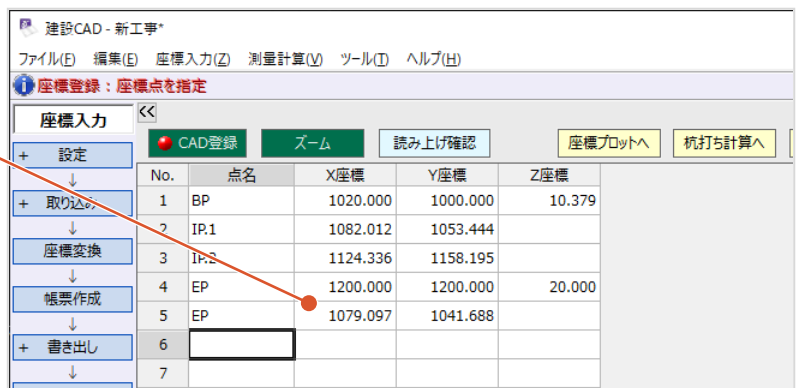 建設CAD - 新工事*
ファイル(F) 編集(E) 座標入力(Z) 測量計算(V) ツール(T) ヘルプ(H)
座標登録：座標点を指定
座標入力
<<
CAD登録 ズーム 読み上げ確認 座標プロットへ 杭打ち計算へ
+ 設定
↓
+ 取り込み
↓
座標変換
↓
帳票作成
↓
+ 書き出し
↓
No. 点名 X座標 Y座標 Z座標
1 BP 1020.000 1000.000 10.379
2 IP.1 1082.012 1053.444
3 IP.2 1124.336 1158.195
4 EP 1200.000 1200.000 20.000
5 EP 1079.097 1041.688
6
7